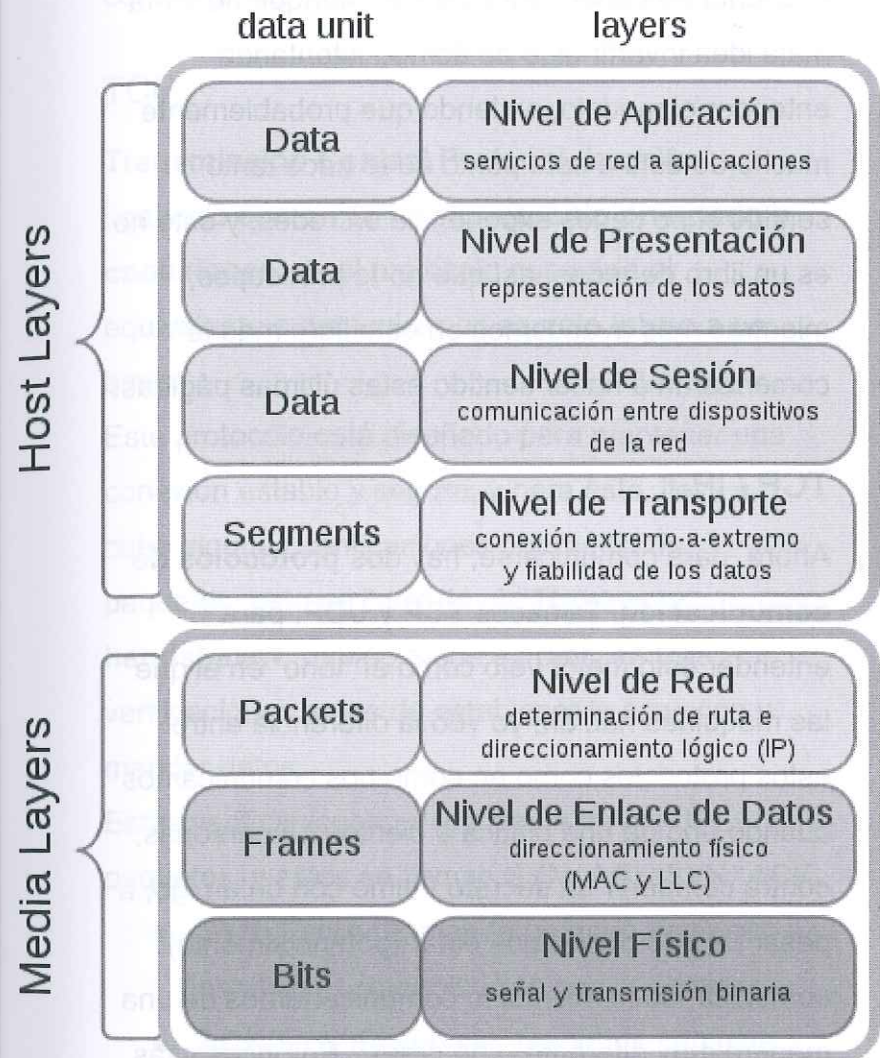 data unit layers
Host Layers
Data
Nivel de Aplicación
servicios de red a aplicaciones
Data
Nivel de Presentación
representación de los datos
Data
Nivel de Sesión
comunicación entre dispositivos
de la red
Segments
Nivel de Transporte
conexión extremo-a-extremo
y fiabilidad de los datos
Media Layers
Packets
Nivel de Red
determinación de ruta e
direccionamiento lógico (IP)
Frames
Nivel de Enlace de Datos
direccionamiento físico
(MAC y LLC)
Bits
Nivel Físico
señal y transmisión binaria